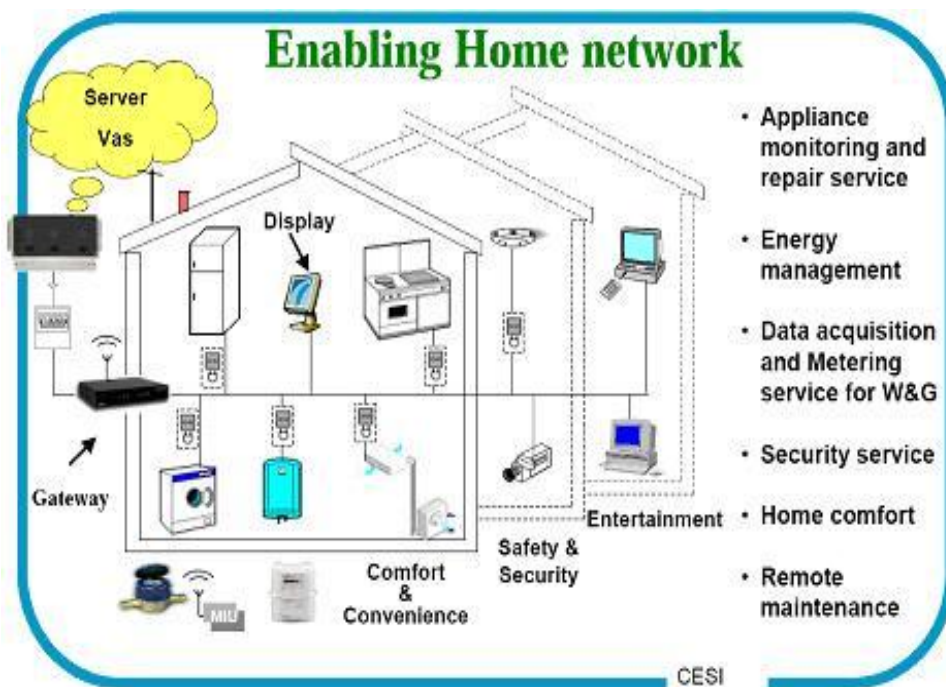 Enabling Home network
Server
Vas
Display
Gateway
MIU
Comfort
&
Convenience
Safety &
Security
Entertainment
• Appliance
monitoring and
repair service
• Energy
management
• Data acquisition
and Metering
service for W&G
• Security service
• Home comfort
• Remote
maintenance
CESI